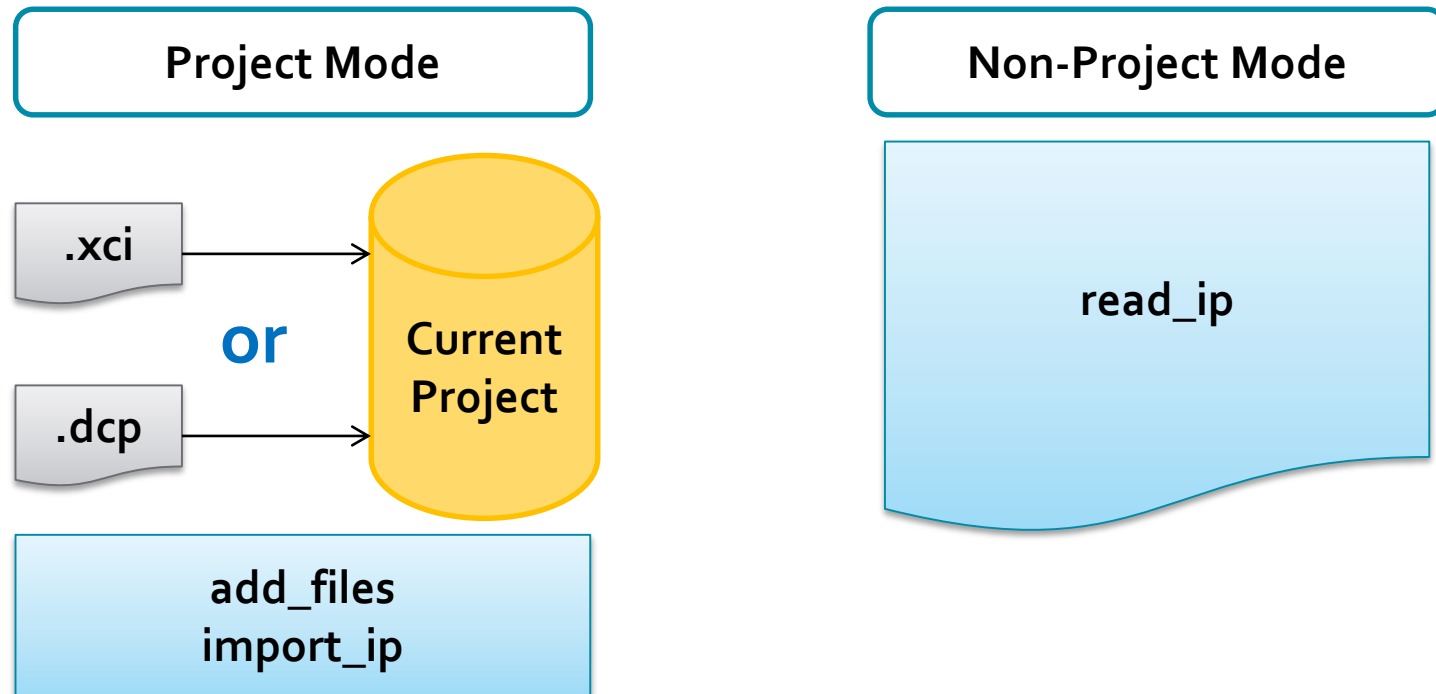 Project Mode
.xci
or
.dcp
Current
Project
add_files
import_ip
Non-Project Mode
read_ip